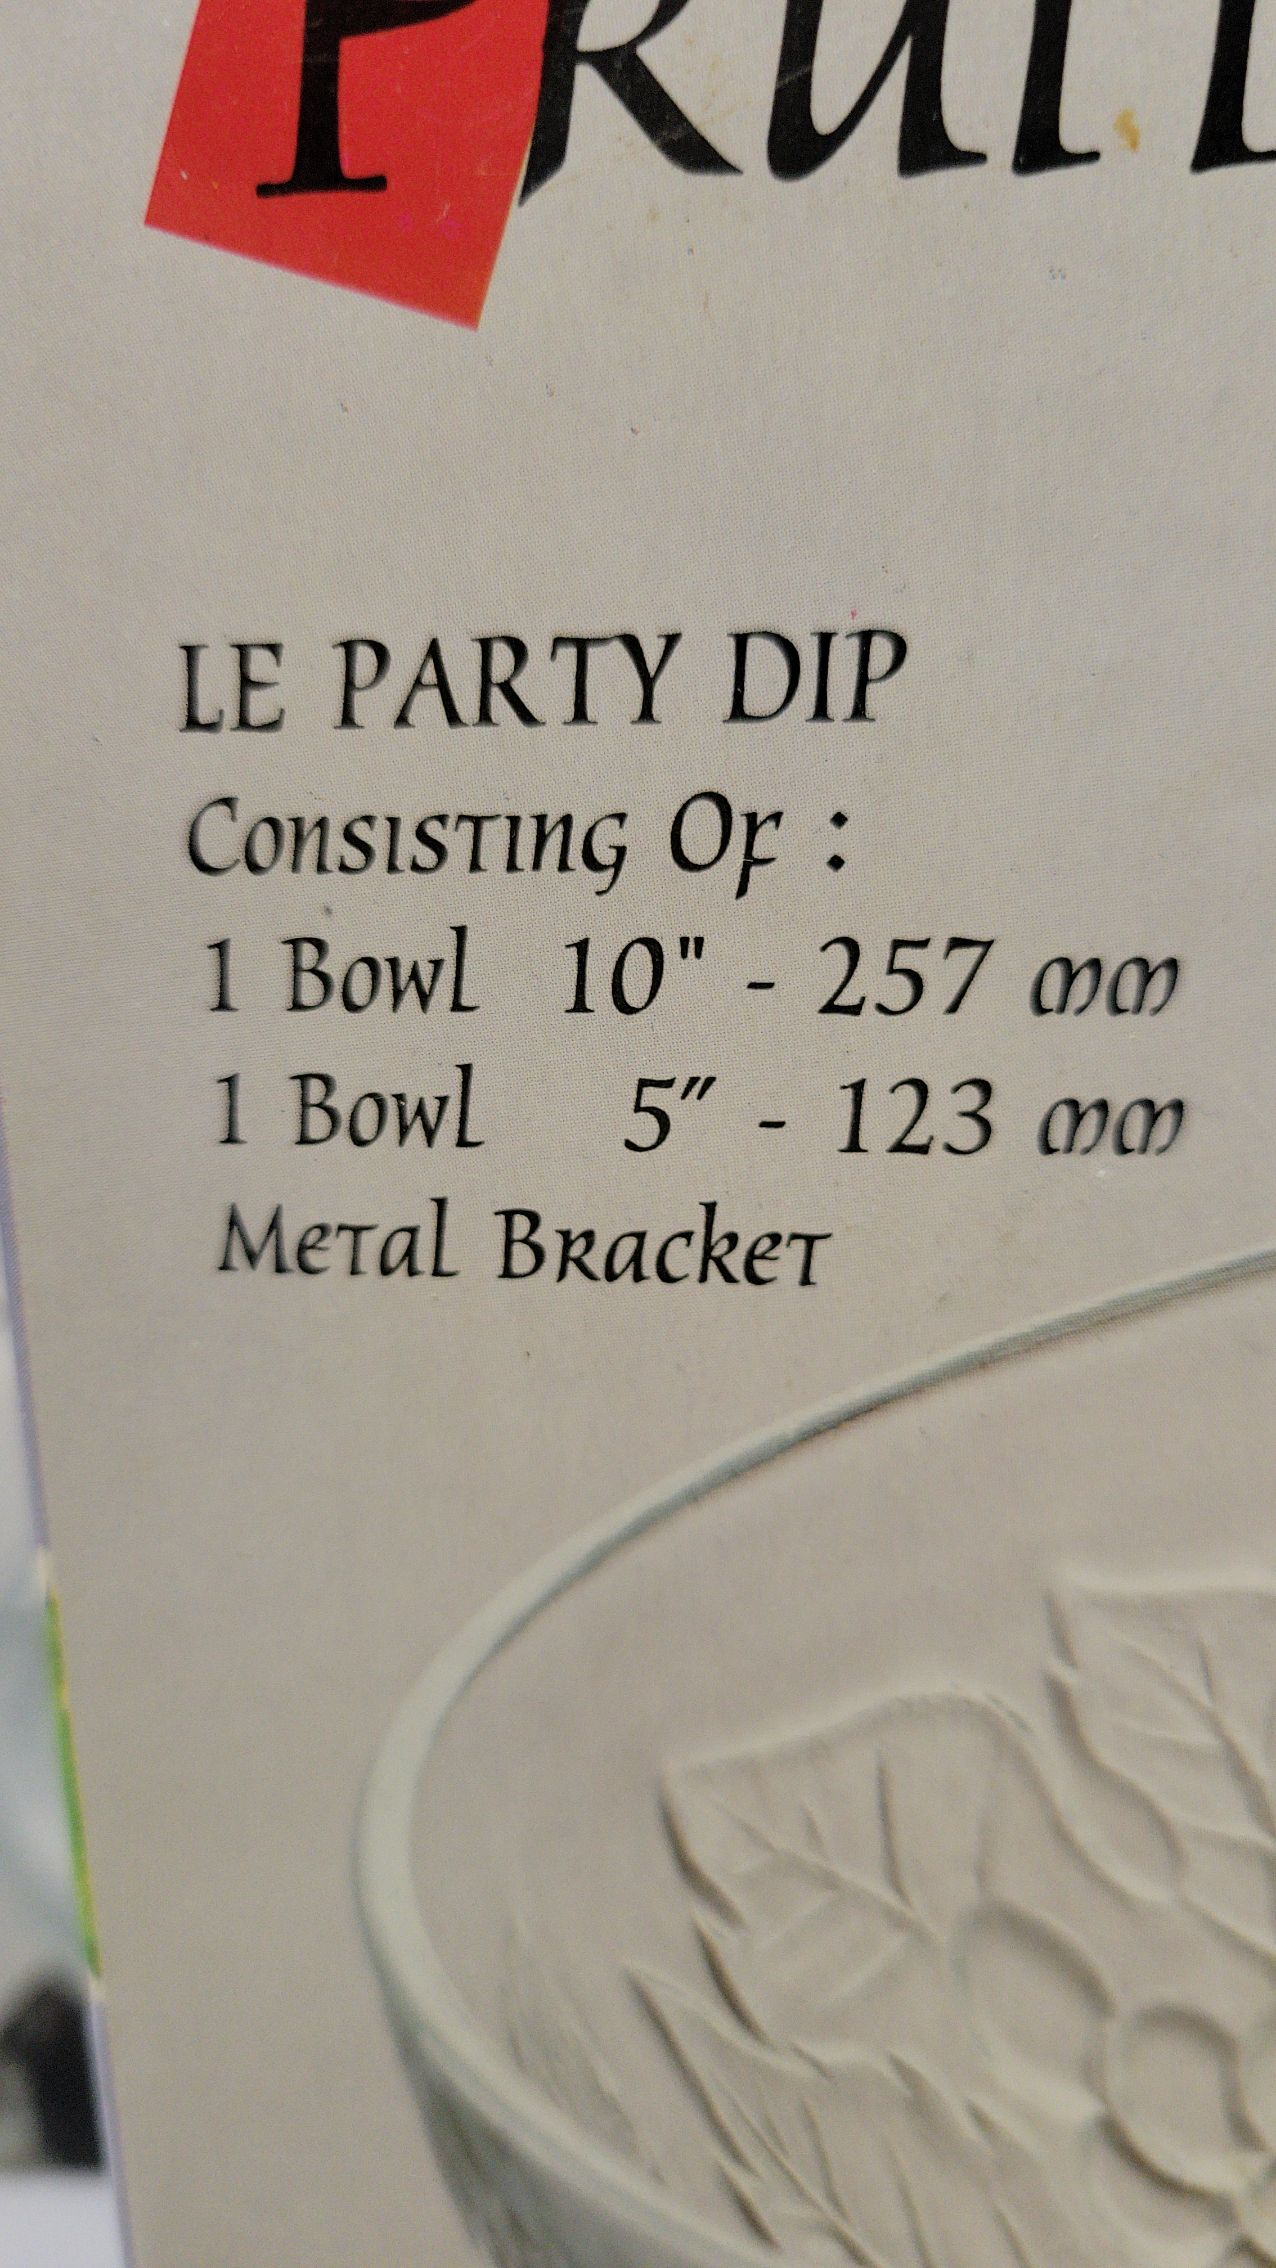 LE PARTY DIP
Consisting Of :
1 Bowl 10" - 257 mm
1 Bowl 5″ - 123 mm
Metal Bracket